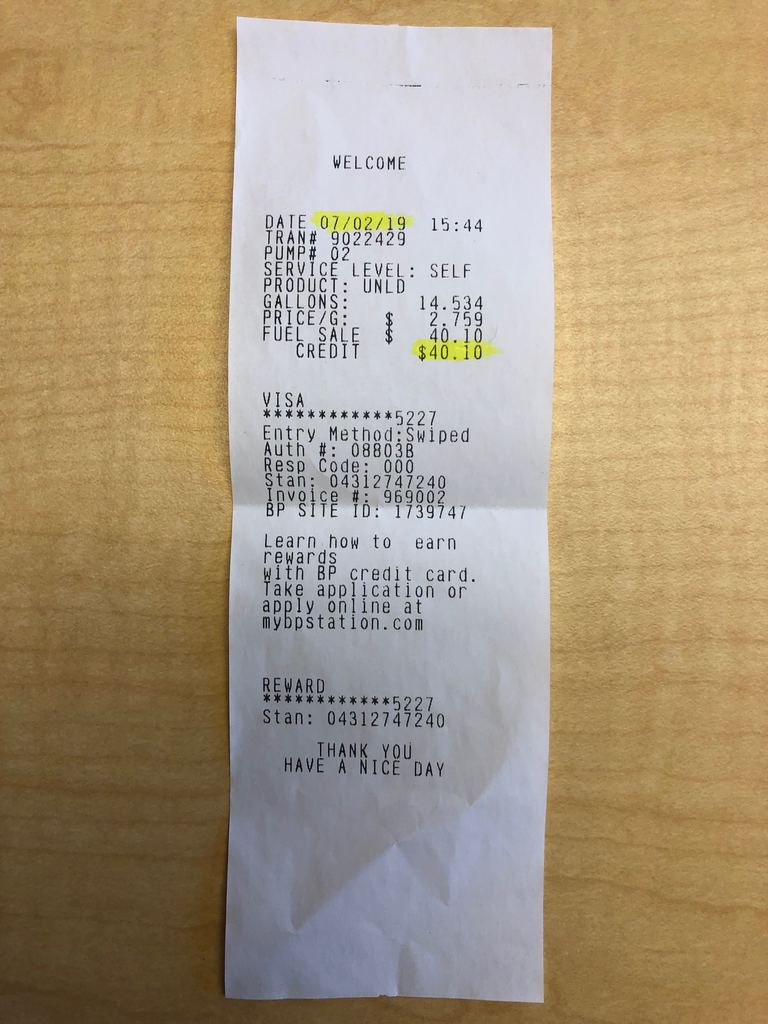 WELCOME
DATE 07/02/19 15:44
TRAN# 9022429
PUMP# 02
SERVICE LEVEL: SELF
PRODUCT: UNLD
GALLONS: 14.534
PRICE/G: $ 2.759
FUEL SALE $ 40.10
CREDIT $40.10
VISA
************5227
Entry Method:Swiped
Auth #: 08803B
Resp Code: 000
Stan: 04312747240
Invoice #: 969002
BP SITE ID: 1739747
Learn how to earn
rewards
with BP credit card.
Take application or
apply online at
mybpstation.com
REWARD
************5227
Stan: 04312747240
THANK YOU
HAVE A NICE DAY